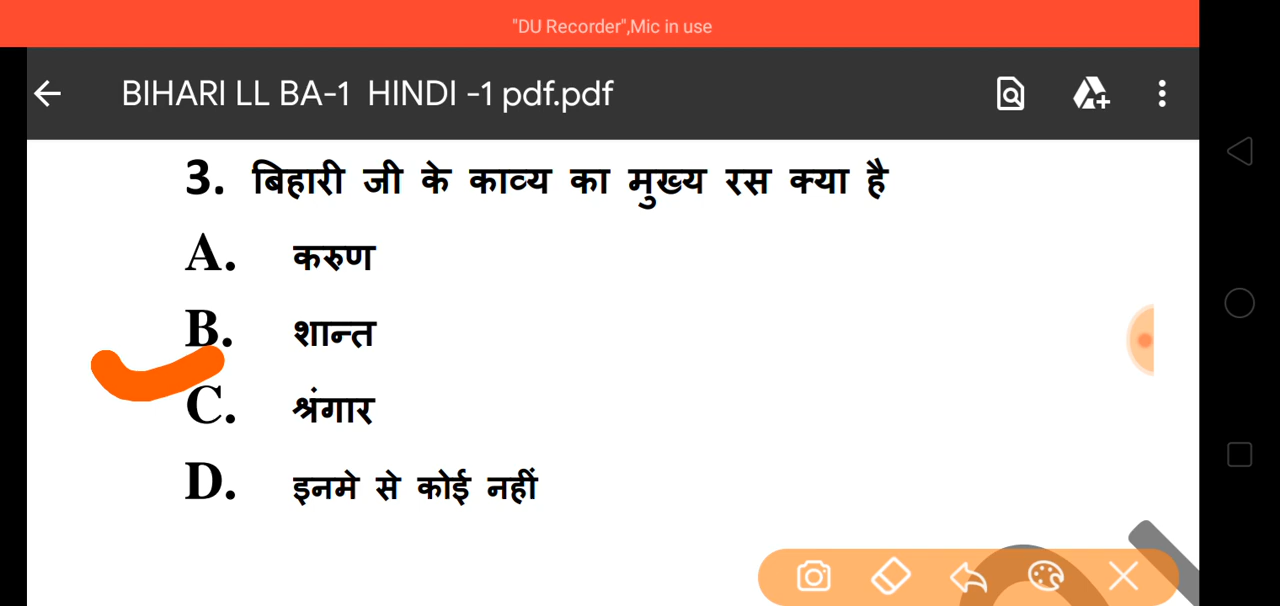 "DU Recorder",Mic in use
BIHARI LL BA-1 HINDI -1 pdf.pdf
3. बिहारी जी के काव्य का मुख्य रस क्या है
A. करुण
B. शान्त
C. श्रंगार
D. इनमे से कोई नहीं